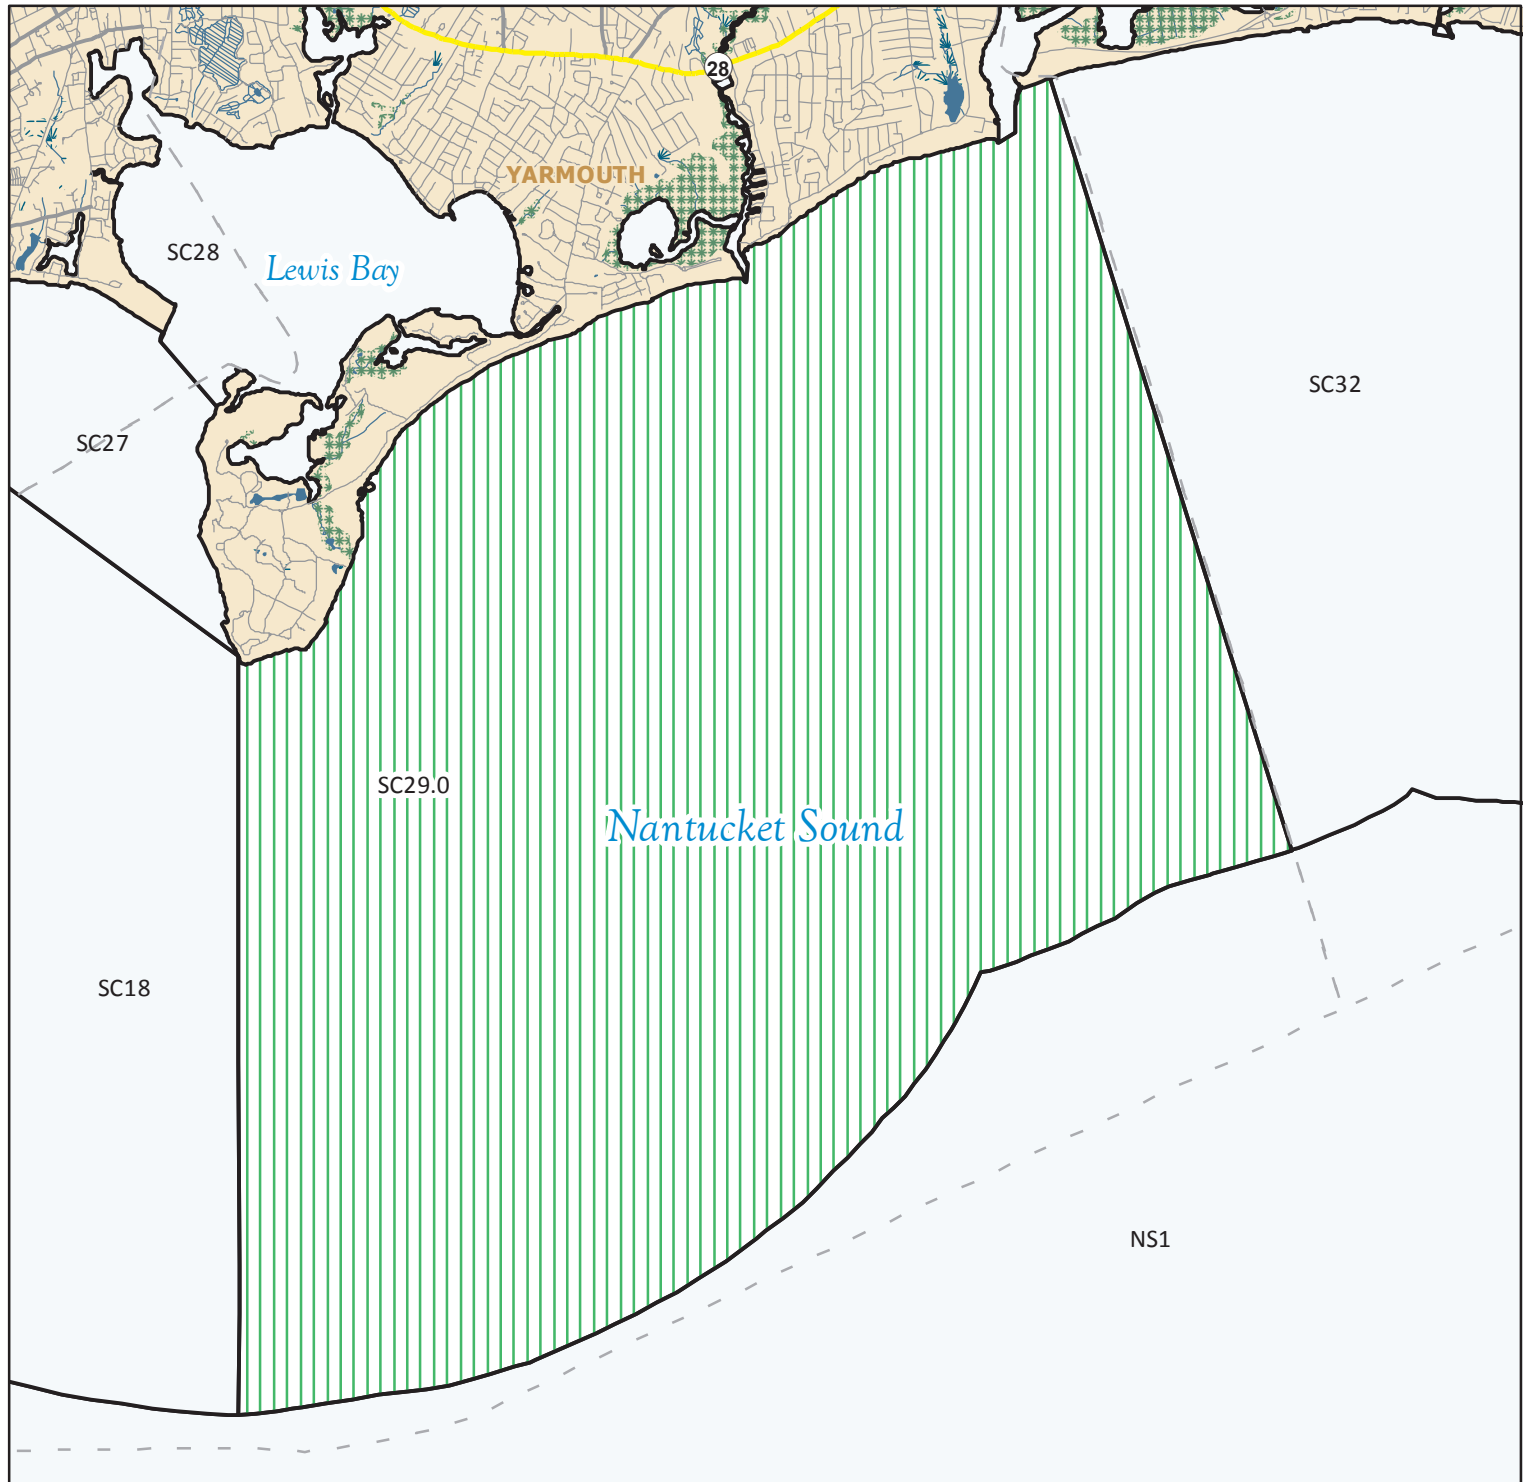 28
YARMOUTH
SC28
Lewis Bay
SC32
SC27
SC29.0
Nantucket Sound
SC18
NS1